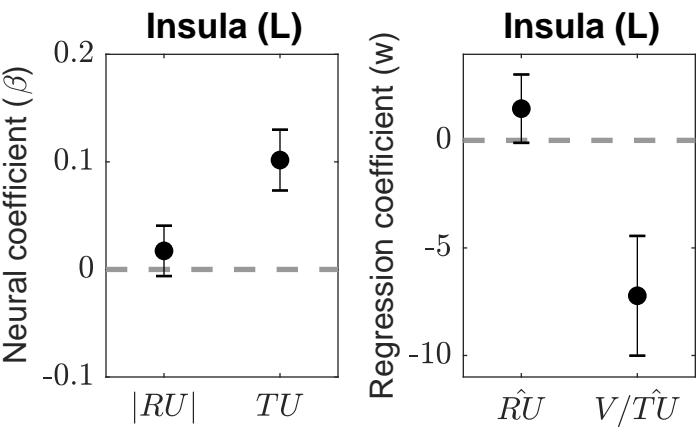 Insula (L)
Neural coefficient (β)
0.2
0.1
0
-0.1
|RU|
TU
Insula (L)
Regression coefficient (w)
0
-5
-10
R̂U
V/T̂U